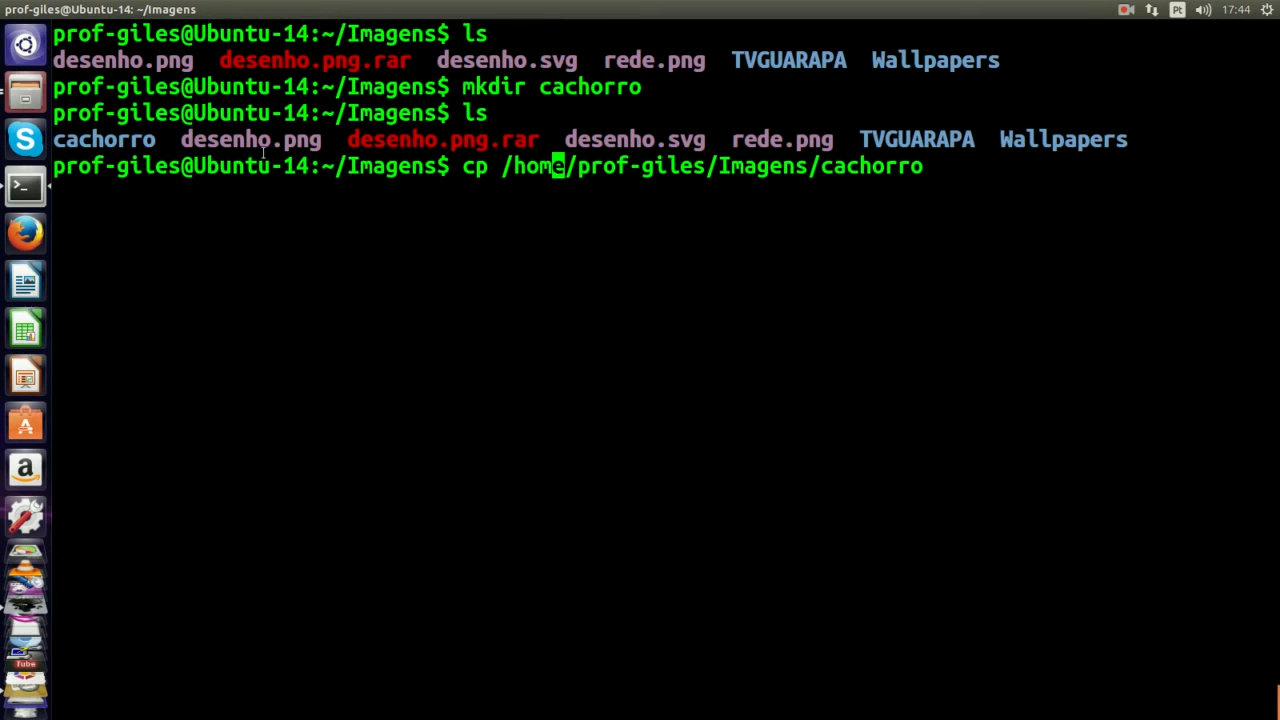 prof-giles@Ubuntu-14: ~/Imagens
Pt
17:44
prof-giles@Ubuntu-14:~/Imagens$ ls
desenho.png desenho.png.rar desenho.svg rede.png TVGUARAPA Wallpapers
prof-giles@Ubuntu-14:~/Imagens$ mkdir cachorro
prof-giles@Ubuntu-14:~/Imagens$ ls
cachorro desenho.png desenho.png.rar desenho.svg rede.png TVGUARAPA Wallpapers
prof-giles@Ubuntu-14:~/Imagens$ cp /home/prof-giles/Imagens/cachorro
Tube